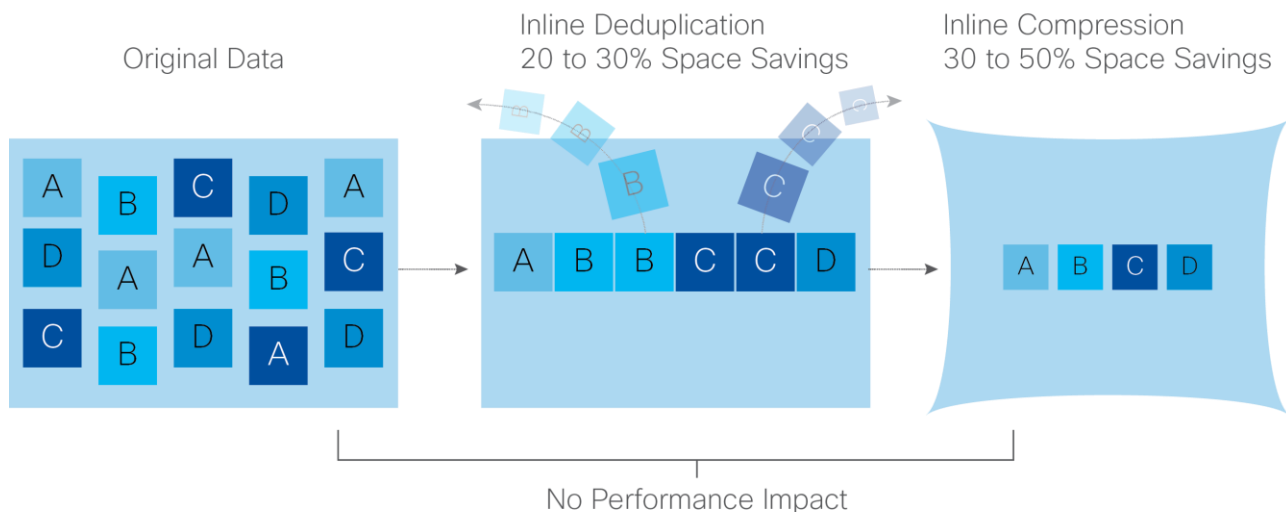 Original Data
Inline Deduplication
20 to 30% Space Savings
Inline Compression
30 to 50% Space Savings
A B C D A
D A A B C
C B D A D
B B B C C C
A B B C C D
A B C D
No Performance Impact